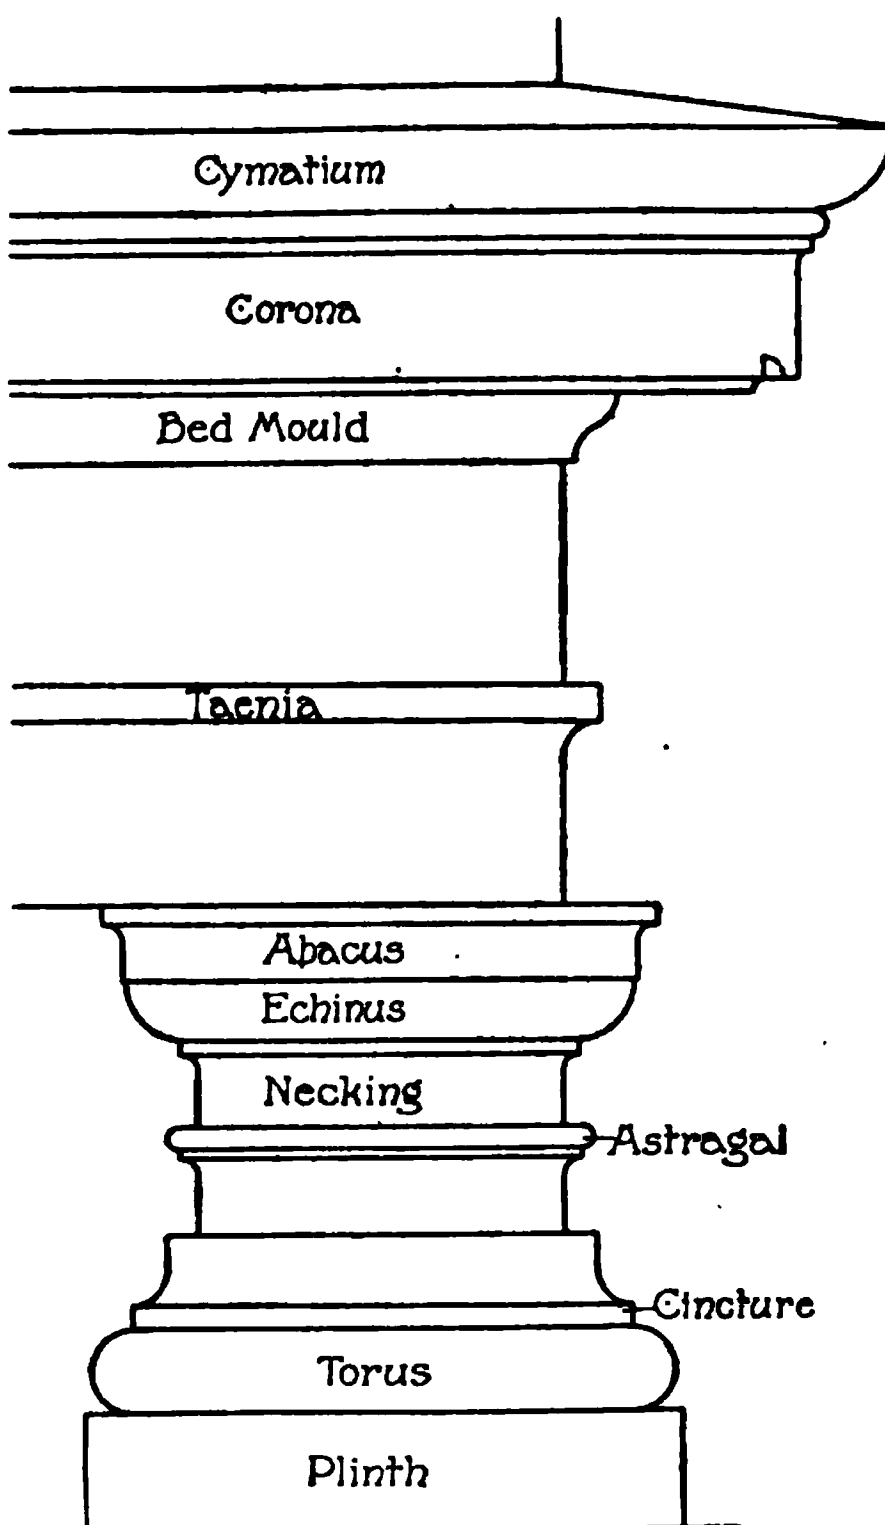 Cymatium
Corona
Bed Mould
Taenia
Abacus
Echinus
Necking
Astragal
Cincture
Torus
Plinth